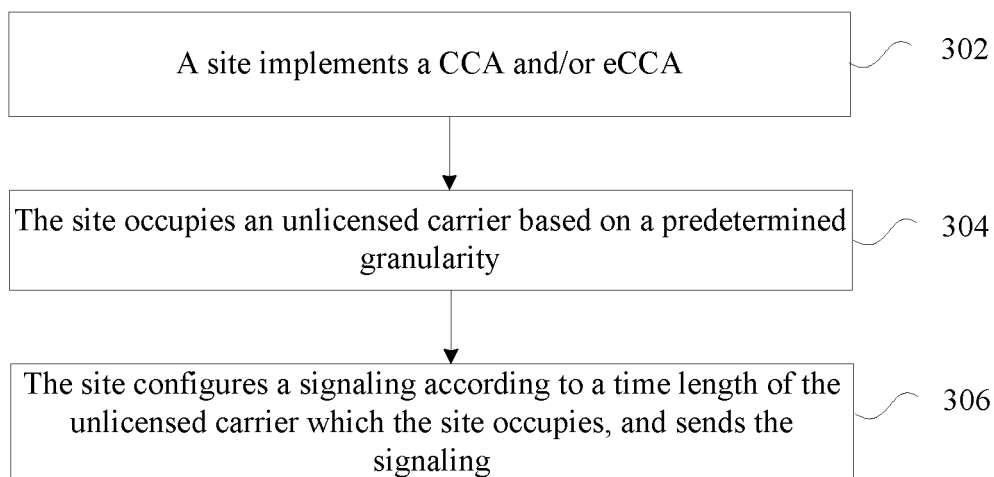 A site implements a CCA and/or eCCA
302
The site occupies an unlicensed carrier based on a predetermined
granularity
304
The site configures a signaling according to a time length of the
unlicensed carrier which the site occupies, and sends the
signaling
306